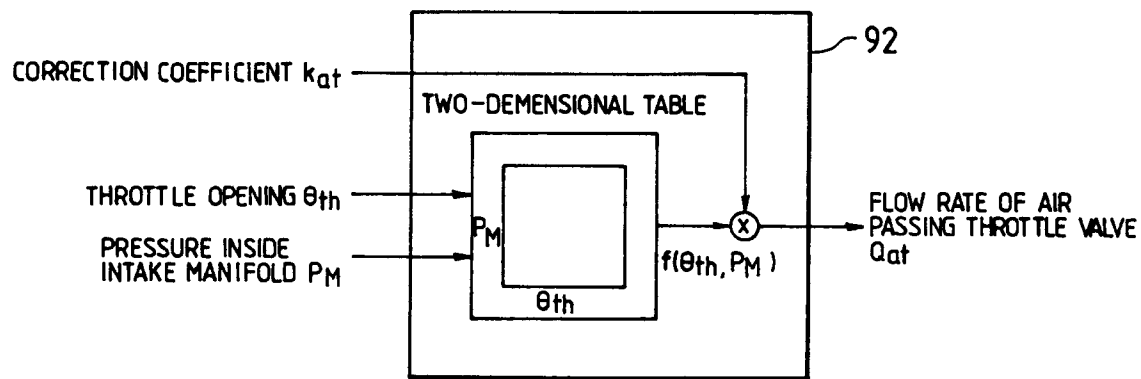 92
CORRECTION COEFFICIENT kat
TWO-DEMENSIONAL TABLE
THROTTLE OPENING θth
PRESSURE INSIDE
INTAKE MANIFOLD PM
PM
θth
f(θth, PM)
X
FLOW RATE OF AIR
PASSING THROTTLE VALVE
Qat